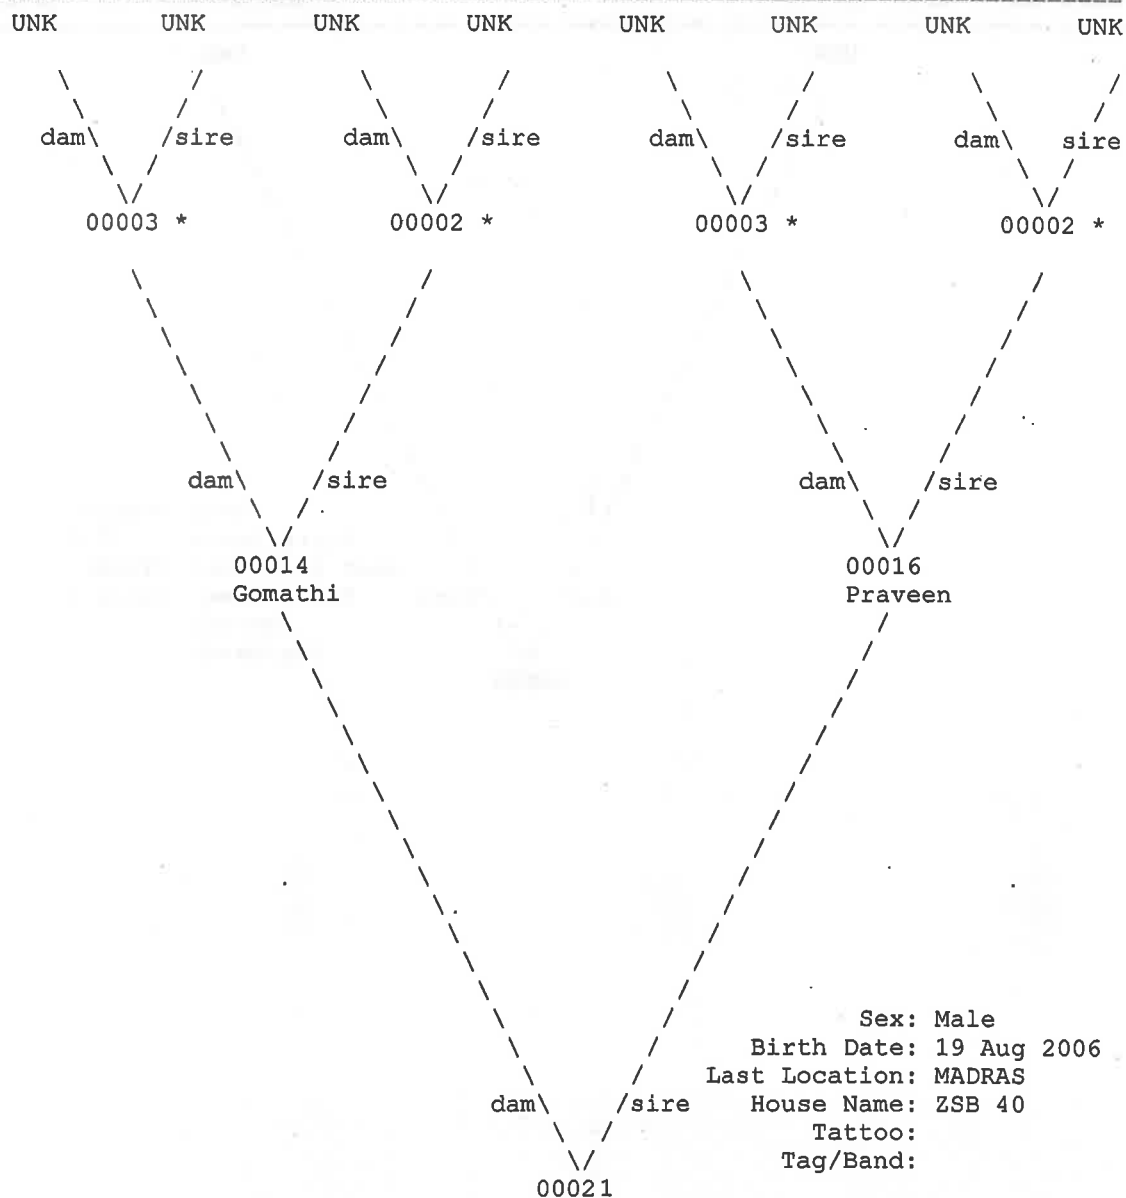 UNK UNK UNK UNK UNK UNK UNK UNK
dam\ /sire dam\ /sire dam\ /sire dam\ sire
00003 * 00002 * 00003 * 00002 *
dam\ /sire dam\ /sire
00014 00016
Gomathi Praveen
Sex: Male
Birth Date: 19 Aug 2006
Last Location: MADRAS
dam\ /sire House Name: ZSB 40
Tattoo:
Tag/Band:
00021